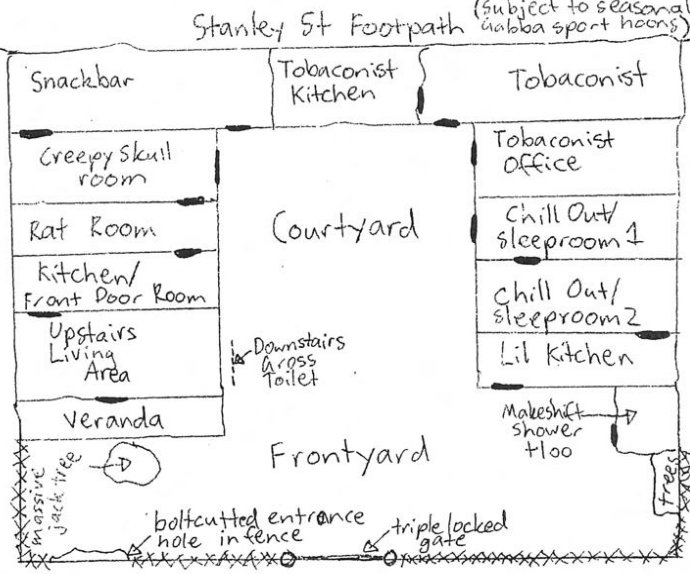 Stanley St Footpath
(subject to seasonal
Gabba sport hoons)
Snackbar
Tobaconist
Kitchen
Tobaconist
Creepy Skull
room
Tobaconist
Office
Rat Room
Courtyard
Chill Out/
sleeproom 1
Kitchen/
Front Door Room
Chill Out/
sleeproom 2
Upstairs
Living
Area
Downstairs
Gross
Toilet
Lil Kitchen
Veranda
Makeshift
shower
+loo
massive
jack tree
Frontyard
trees
boltcutted entrance
hole in fence
triple locked
gate